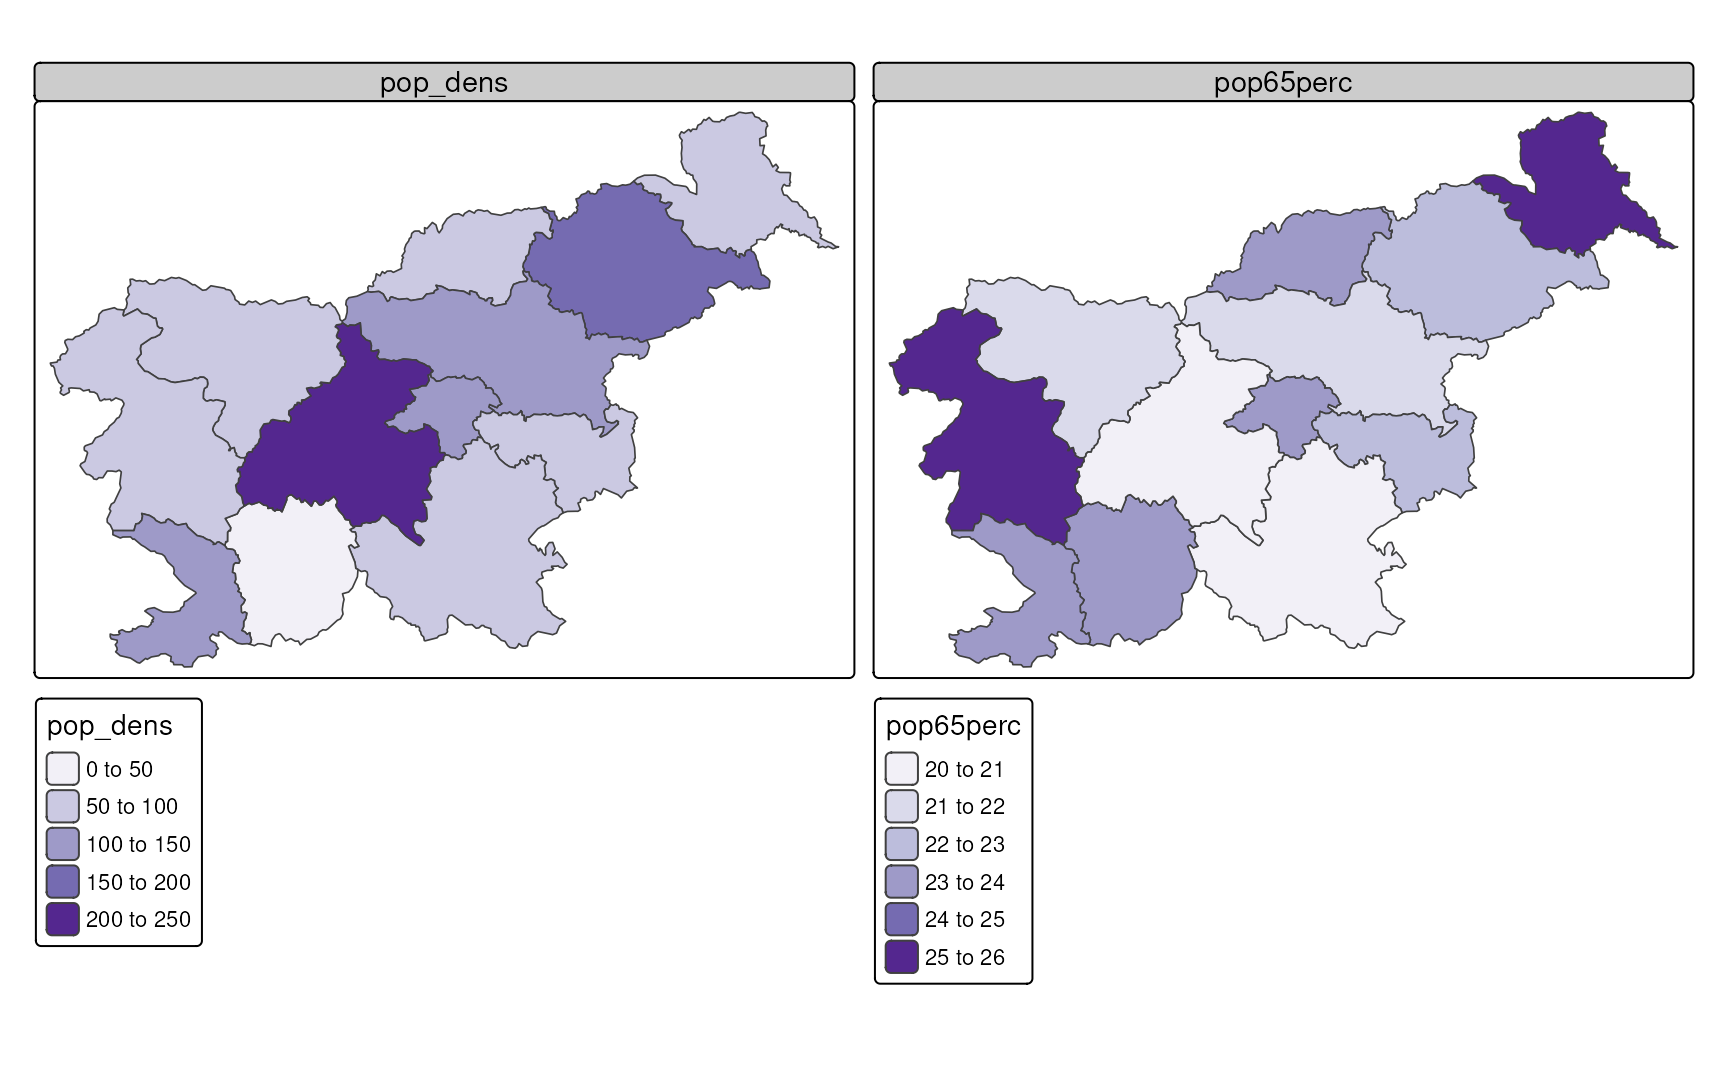 pop_dens
pop65perc
pop_dens
0 to 50
50 to 100
100 to 150
150 to 200
200 to 250
pop65perc
20 to 21
21 to 22
22 to 23
23 to 24
24 to 25
25 to 26